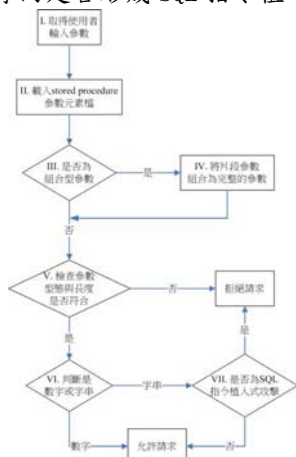 I. 取得使用者
輸入參數
II. 載入stored procedure
參數元素檔
III. 是否為
組合型參數
是
IV. 將片段參數
組合為完整的參數
否
V. 檢查參數
型態與長度
是否符合
否
拒絕請求
是
是
VI. 判斷是
數字或字串
字串
VII. 是否為SQL
指令植入式攻擊
數字
允許請求
否